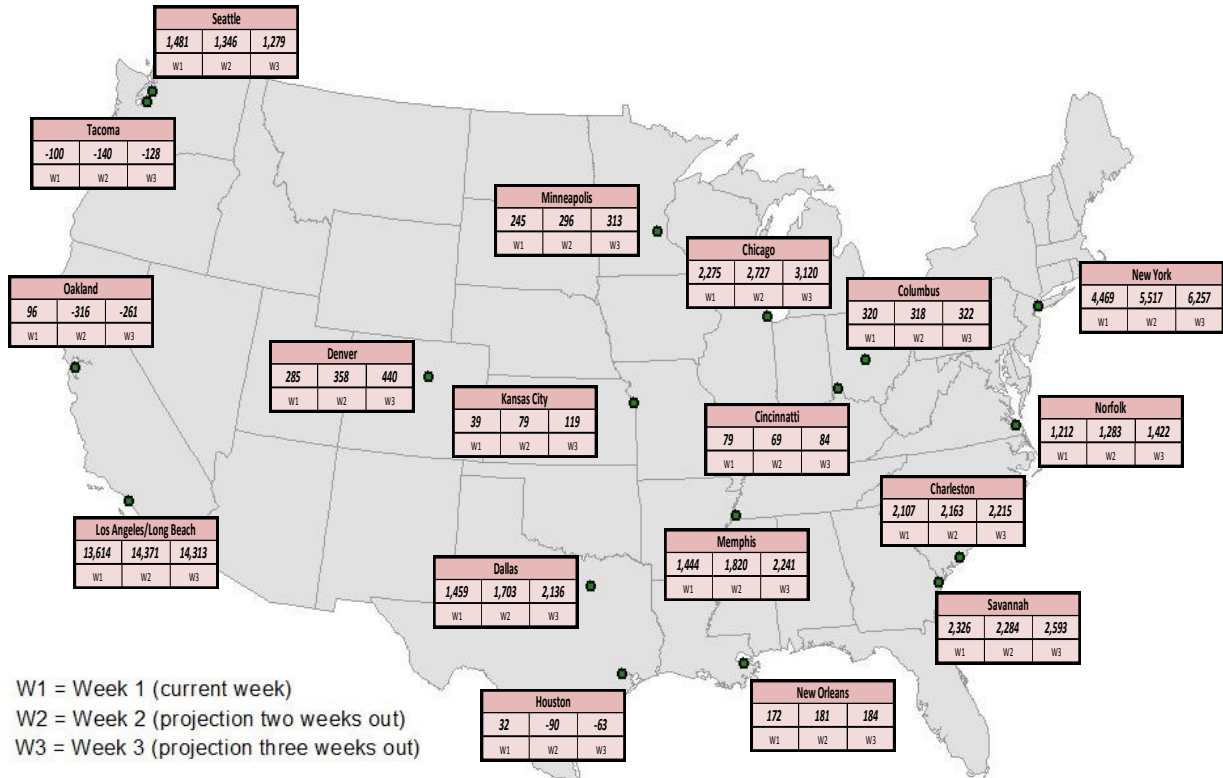 Seattle
1,481 1,346 1,279
W1 W2 W3
Tacoma
-100 -140 -128
W1 W2 W3
Minneapolis
245 296 313
W1 W2 W3
Chicago
2,275 2,727 3,120
W1 W2 W3
New York
4,469 5,517 6,257
W1 W2 W3
Oakland
96 -316 -261
W1 W2 W3
Columbus
320 318 322
W1 W2 W3
Denver
285 358 440
W1 W2 W3
Kansas City
39 79 119
W1 W2 W3
Cincinnatti
79 69 84
W1 W2 W3
Norfolk
1,212 1,283 1,422
W1 W2 W3
Charleston
2,107 2,163 2,215
W1 W2 W3
Los Angeles/Long Beach
13,614 14,371 14,313
W1 W2 W3
Memphis
1,444 1,820 2,241
W1 W2 W3
Dallas
1,459 1,703 2,136
W1 W2 W3
Savannah
2,326 2,284 2,593
W1 W2 W3
New Orleans
172 181 184
W1 W2 W3
Houston
32 -90 -63
W1 W2 W3
W1 = Week 1 (current week)
W2 = Week 2 (projection two weeks out)
W3 = Week 3 (projection three weeks out)